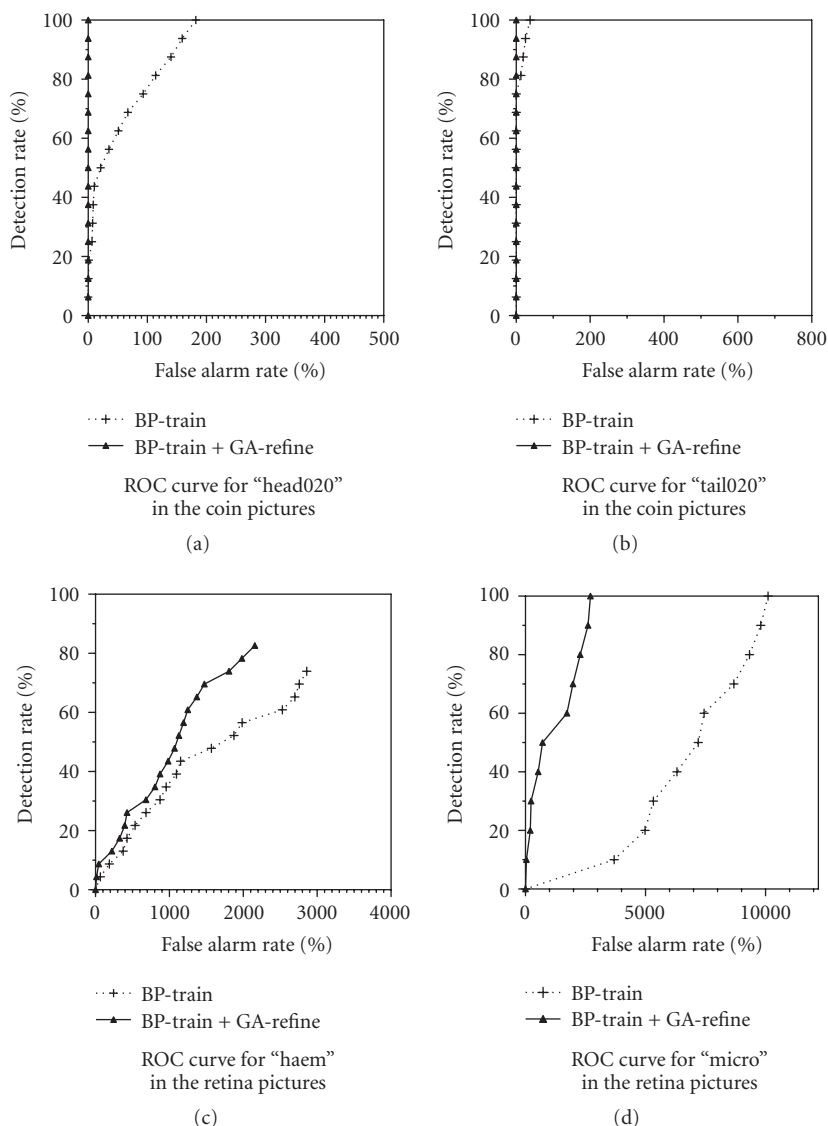 100
80
60
40
20
0
Detection rate (%)
0 100 200 300 400 500
False alarm rate (%)
BP-train
BP-train + GA-refine
ROC curve for “head020”
in the coin pictures
(a)
100
80
60
40
20
0
Detection rate (%)
0 200 400 600 800
False alarm rate (%)
BP-train
BP-train + GA-refine
ROC curve for “tail020”
in the coin pictures
(b)
100
80
60
40
20
0
Detection rate (%)
0 1000 2000 3000 4000
False alarm rate (%)
BP-train
BP-train + GA-refine
ROC curve for “haem”
in the retina pictures
(c)
100
80
60
40
20
0
Detection rate (%)
0 5000 10000
False alarm rate (%)
BP-train
BP-train + GA-refine
ROC curve for “micro”
in the retina pictures
(d)